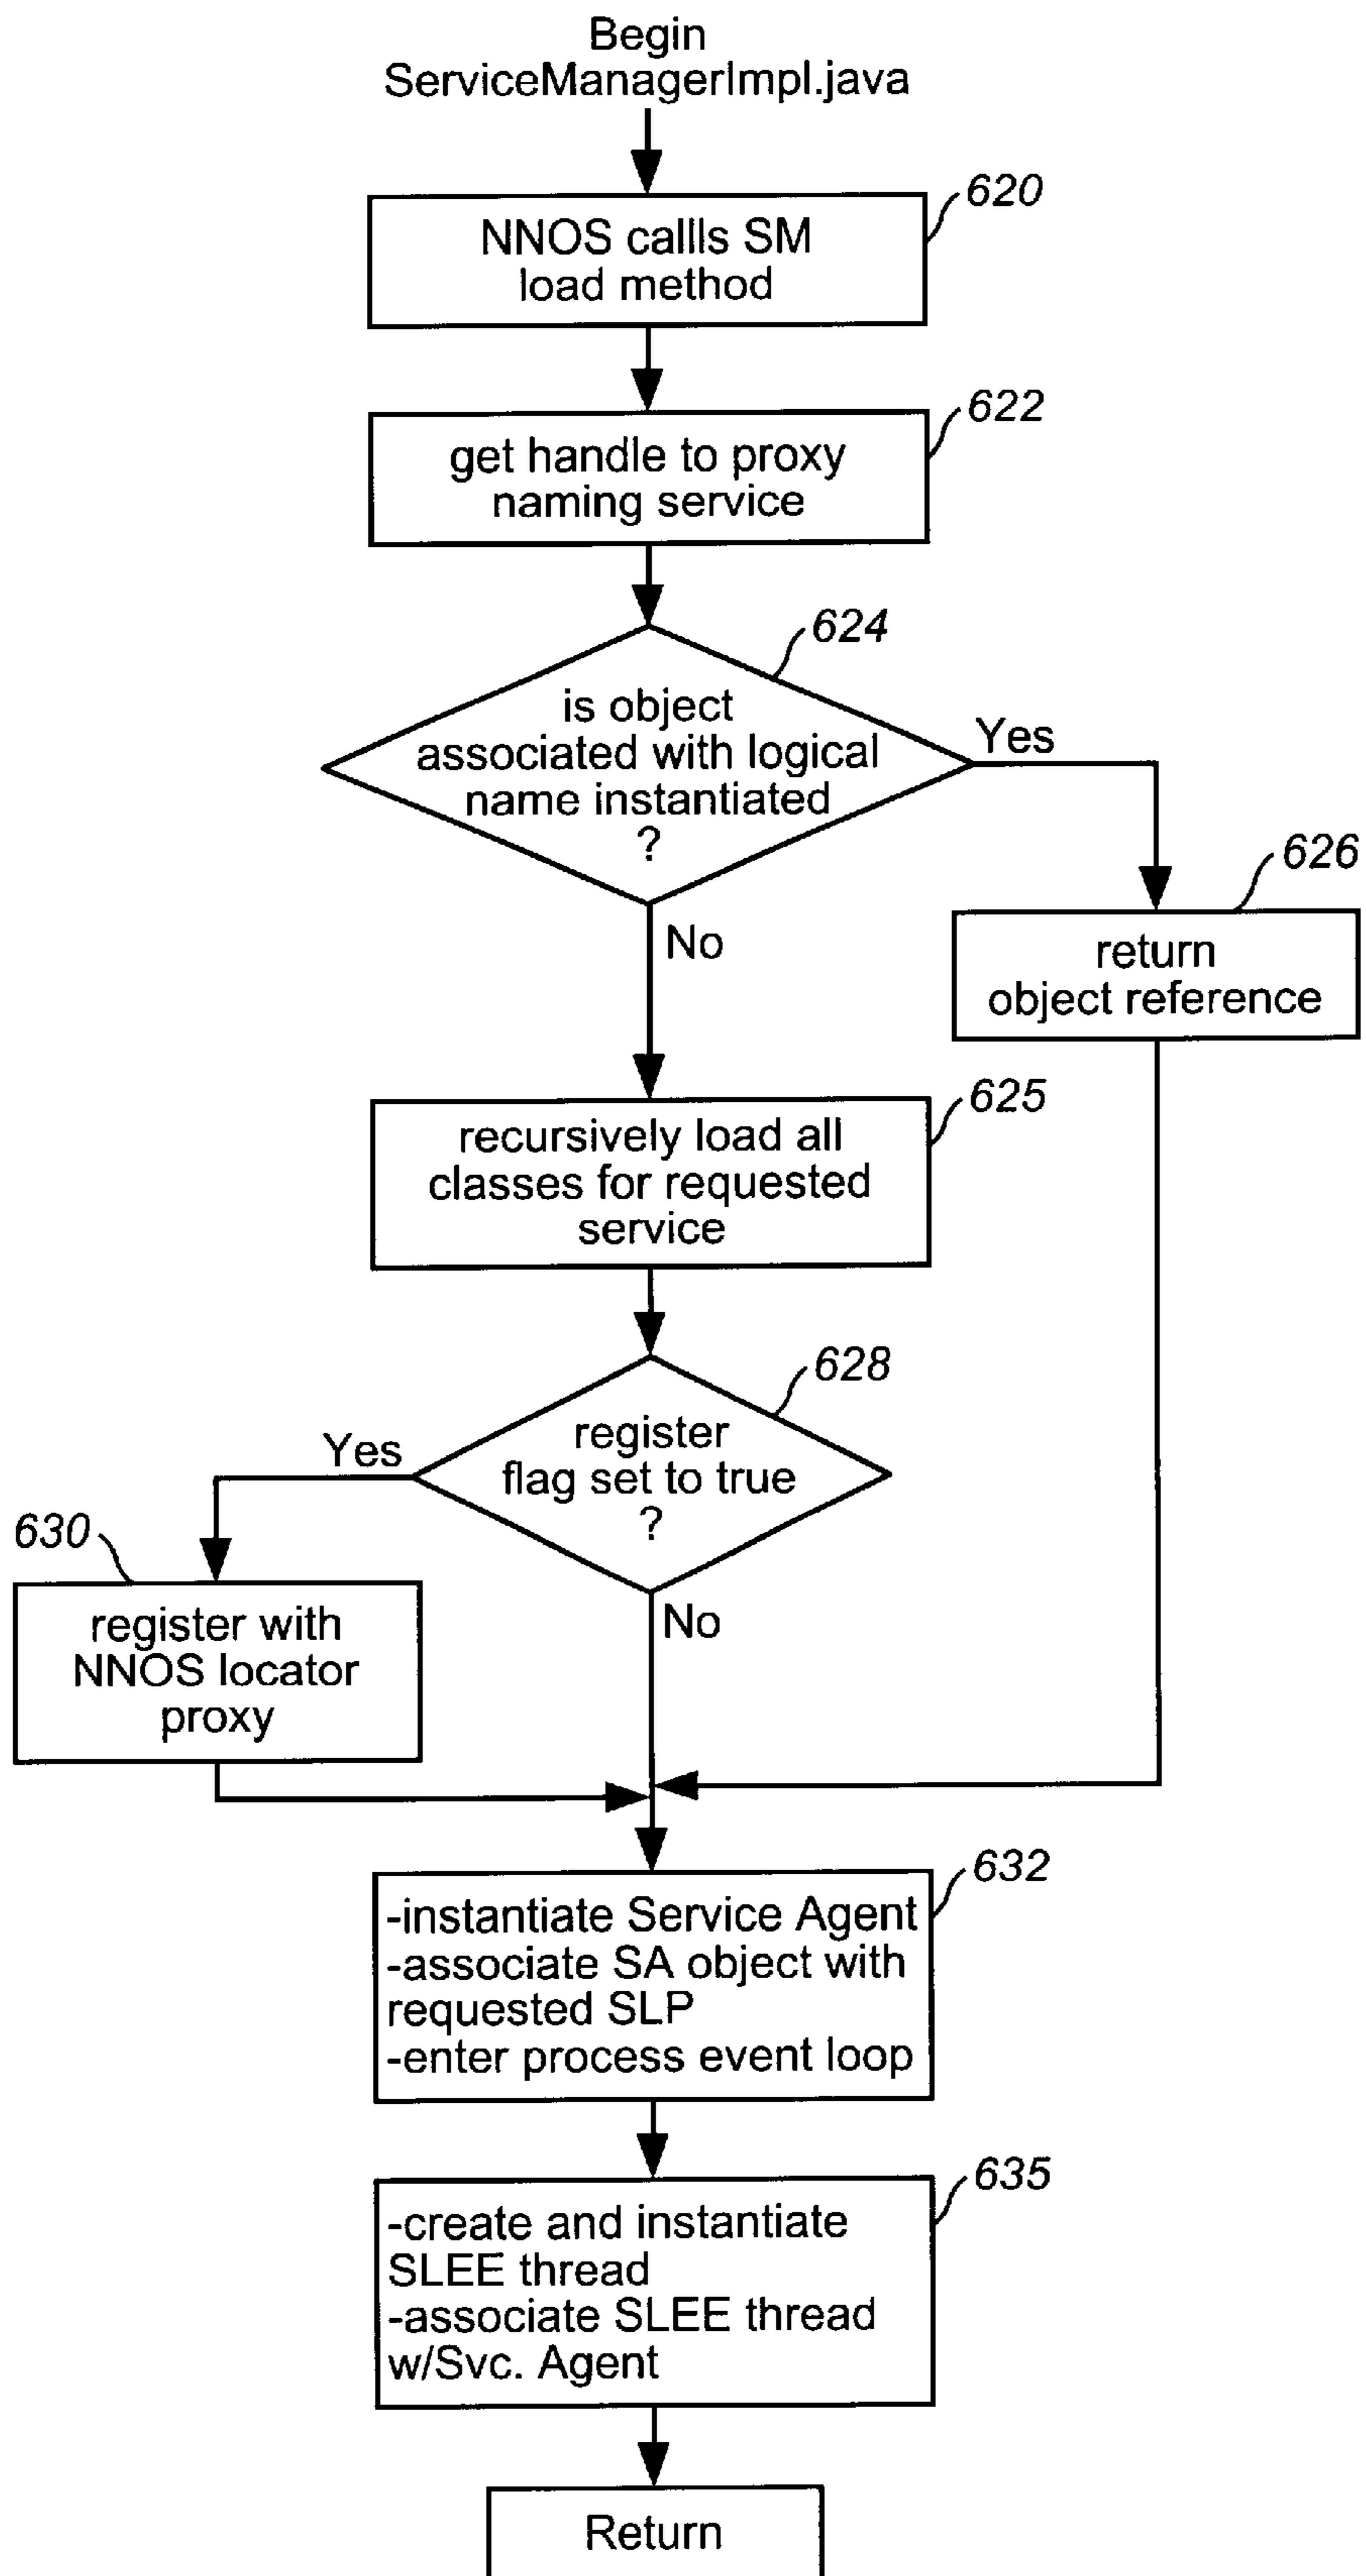 Begin
ServiceManagerImpl.java
620
NNOS callls SM
load method
622
get handle to proxy
naming service
624
is object
associated with logical
name instantiated
?
Yes
626
return
object reference
No
625
recursively load all
classes for requested
service
628
register
flag set to true
?
Yes
630
register with
NNOS locator
proxy
No
632
-instantiate Service Agent
-associate SA object with
requested SLP
-enter process event loop
635
-create and instantiate
SLEE thread
-associate SLEE thread
w/Svc. Agent
Return